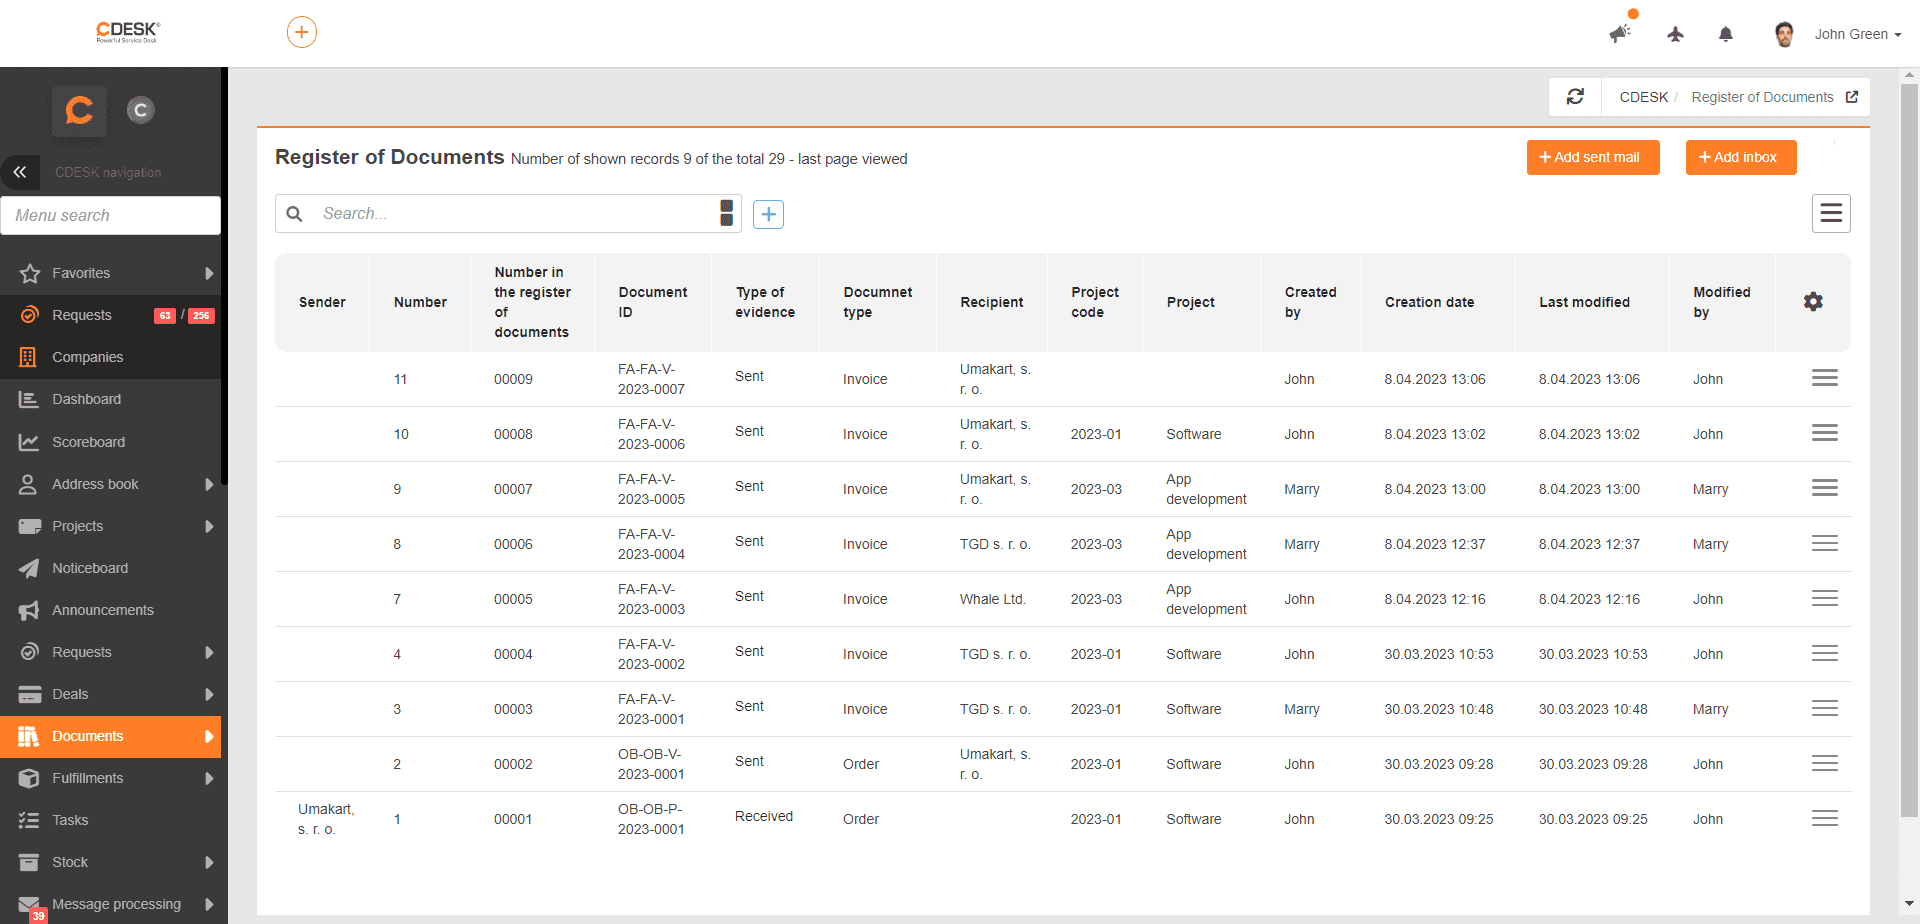 CDESK®
Powerful Service Desk
John Green
C
CDESK navigation
Menu search
Favorites
Requests 63 / 256
Companies
Dashboard
Scoreboard
Address book
Projects
Noticeboard
Announcements
Requests
Deals
Documents
Fulfillments
Tasks
Stock
Message processing
39
CDESK / Register of Documents
Register of Documents Number of shown records 9 of the total 29 - last page viewed
+ Add sent mail
+ Add inbox
Search...
Sender Number Number in the register of documents Document ID Type of evidence Documnet type Recipient Project code Project Created by Creation date Last modified Modified by
11 00009 FA-FA-V-2023-0007 Sent Invoice Umakart, s. r. o. John 8.04.2023 13:06 8.04.2023 13:06 John
10 00008 FA-FA-V-2023-0006 Sent Invoice Umakart, s. r. o. 2023-01 Software John 8.04.2023 13:02 8.04.2023 13:02 John
9 00007 FA-FA-V-2023-0005 Sent Invoice Umakart, s. r. o. 2023-03 App development Marry 8.04.2023 13:00 8.04.2023 13:00 Marry
8 00006 FA-FA-V-2023-0004 Sent Invoice TGD s. r. o. 2023-03 App development Marry 8.04.2023 12:37 8.04.2023 12:37 Marry
7 00005 FA-FA-V-2023-0003 Sent Invoice Whale Ltd. 2023-03 App development John 8.04.2023 12:16 8.04.2023 12:16 John
4 00004 FA-FA-V-2023-0002 Sent Invoice TGD s. r. o. 2023-01 Software John 30.03.2023 10:53 30.03.2023 10:53 John
3 00003 FA-FA-V-2023-0001 Sent Invoice TGD s. r. o. 2023-01 Software Marry 30.03.2023 10:48 30.03.2023 10:48 Marry
2 00002 OB-OB-V-2023-0001 Sent Order Umakart, s. r. o. 2023-01 Software John 30.03.2023 09:28 30.03.2023 09:28 John
Umakart, s. r. o. 1 00001 OB-OB-P-2023-0001 Received Order 2023-01 Software John 30.03.2023 09:25 30.03.2023 09:25 John